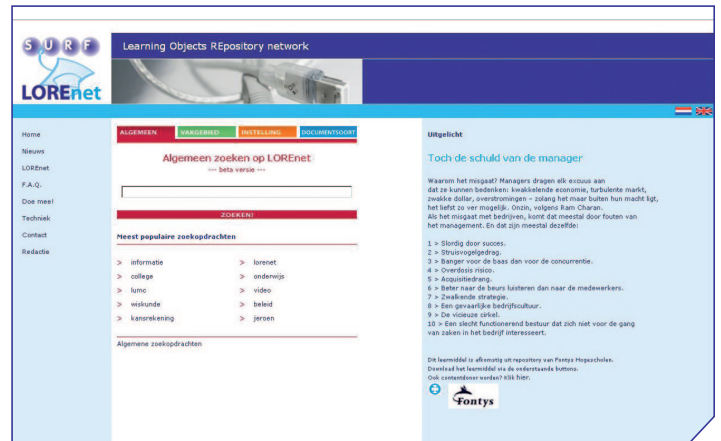 SURF
LOREnet
Learning Objects REpository network
Home
Nieuws
LOREnet
F.A.Q.
Doe mee!
Techniek
Contact
Redactie
ALGEMEEN VAKGEBIED INSTELLING DOCUMENTSOORT
Algemeen zoeken op LOREnet
--- beta versie ---
ZOEKEN!
Meest populaire zoekopdrachten
> informatie > lorenet
> college > onderwijs
> lumc > video
> wiskunde > beleid
> kansrekening > jeroen
Algemene zoekopdrachten
Uitgelicht
Toch de schuld van de manager
Waarom het misgaat? Managers dragen elk excuus aan
dat ze kunnen bedenken: kwakkelende economie, turbulente markt,
zwakke dollar, overstromingen – zolang het maar buiten hun macht ligt,
het liefst zo ver mogelijk. Onzin, volgens Ram Charan.
Als het misgaat met bedrijven, komt dat meestal door fouten van
het management. En dat zijn meestal dezelfde:
1 > Slordig door succes.
2 > Struisvogelgedrag.
3 > Banger voor de baas dan voor de concurrentie.
4 > Overdosis risico.
5 > Acquisitiedrang.
6 > Beter naar de beurs luisteren dan naar de medewerkers.
7 > Zwalkende strategie.
8 > Een gevaarlijke bedrijfscultuur.
9 > De vicieuze cirkel.
10 > Een slecht functionerend bestuur dat zich niet voor de gang
van zaken in het bedrijf interesseert.
Dit leermiddel is afkomstig uit repository van Fontys Hogescholen.
Download het leermiddel via de onderstaande buttons.
Ook contentdonor worden? Klik hier.
Fontys